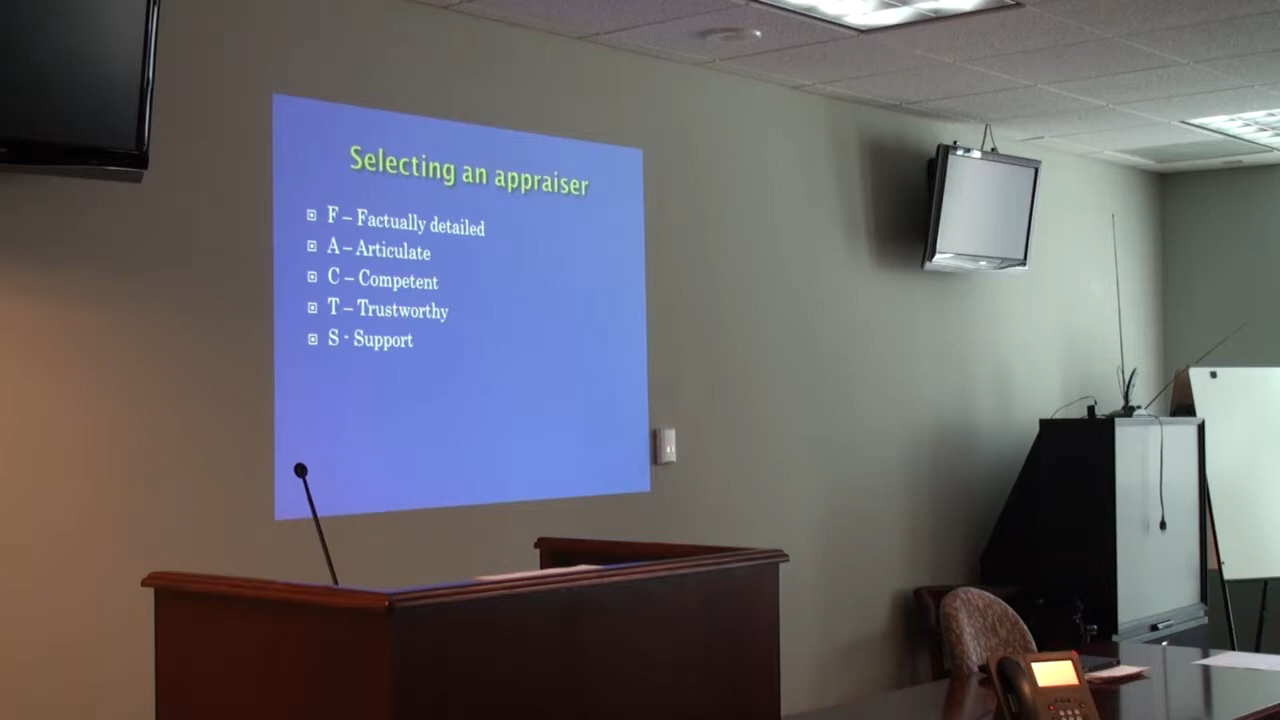 Selecting an appraiser
F – Factually detailed
A – Articulate
C – Competent
T – Trustworthy
S - Support